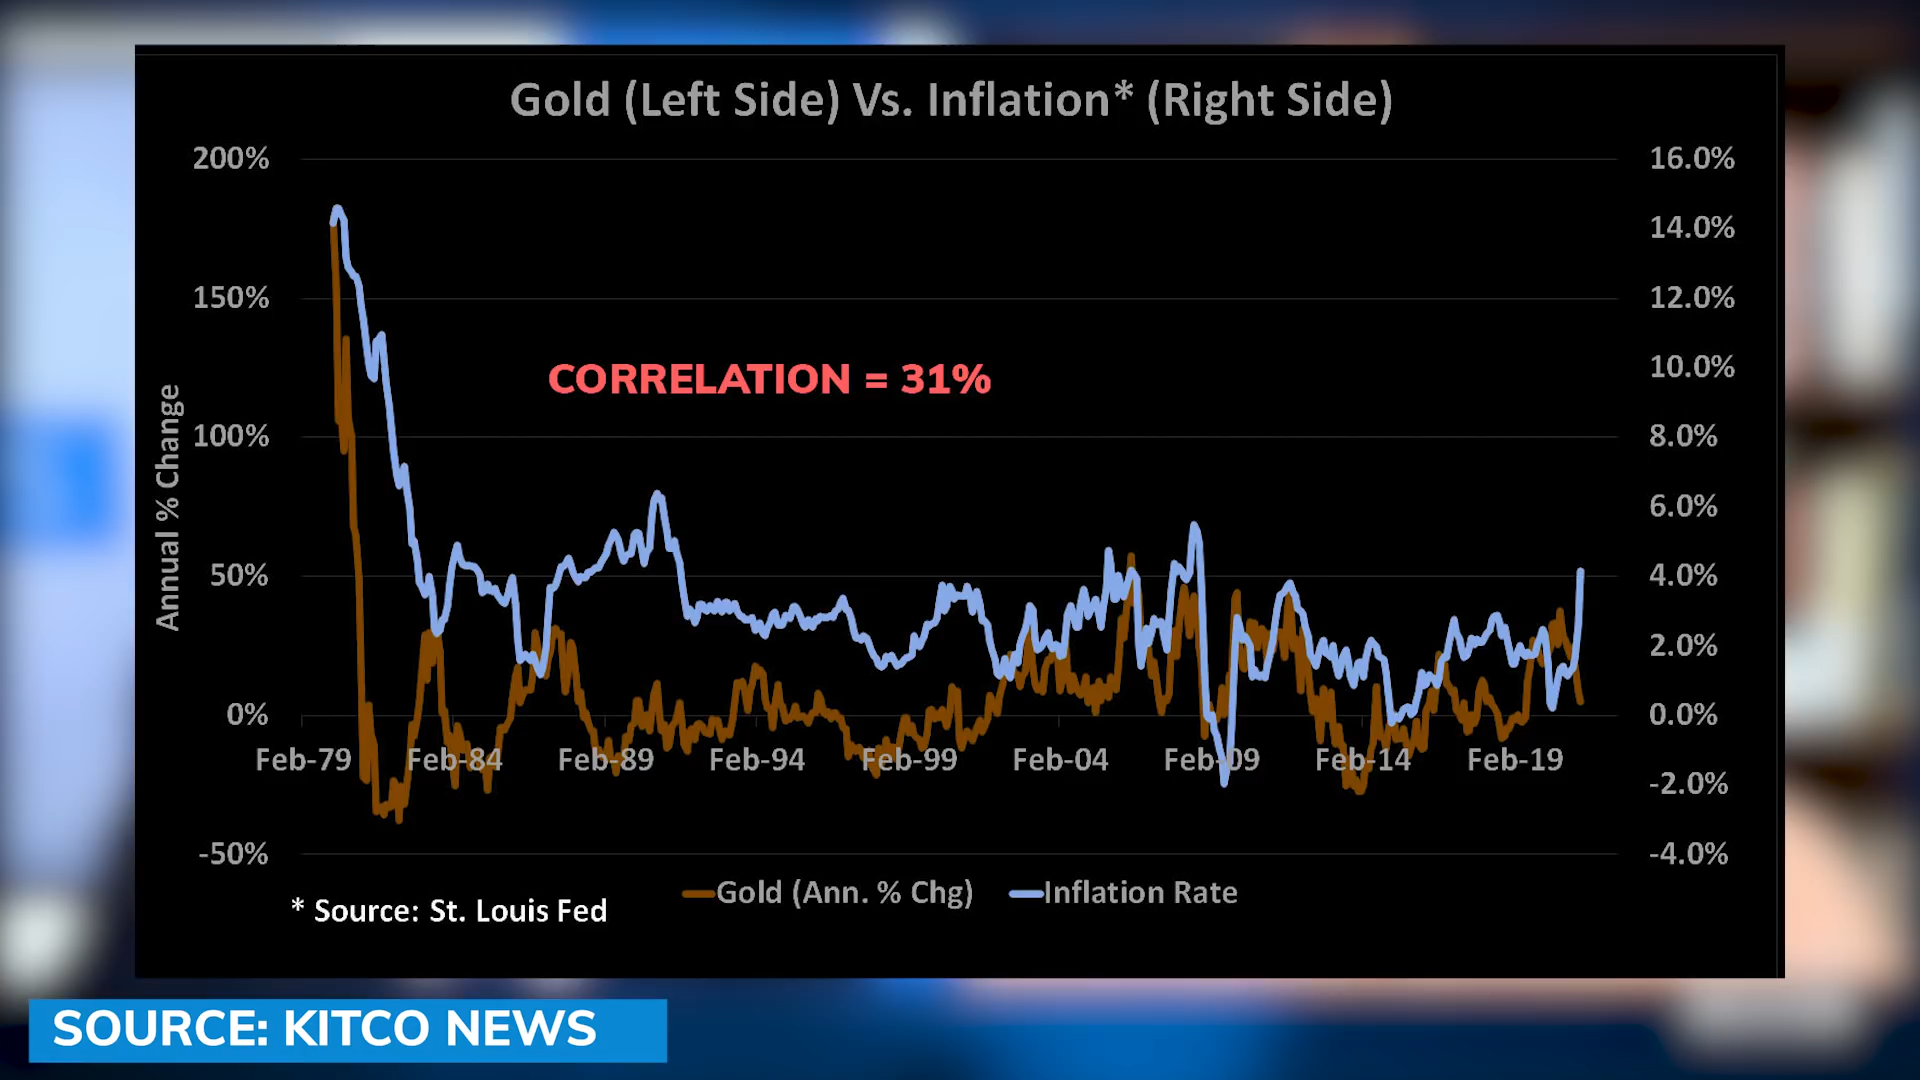 Gold (Left Side) Vs. Inflation* (Right Side)
200%
150%
100%
50%
0%
-50%
Annual % Change
16.0%
14.0%
12.0%
10.0%
8.0%
6.0%
4.0%
2.0%
0.0%
-2.0%
-4.0%
CORRELATION = 31%
Feb-79 Feb-84 Feb-89 Feb-94 Feb-99 Feb-04 Feb-09 Feb-14 Feb-19
Gold (Ann. % Chg) Inflation Rate
* Source: St. Louis Fed
SOURCE: KITCO NEWS